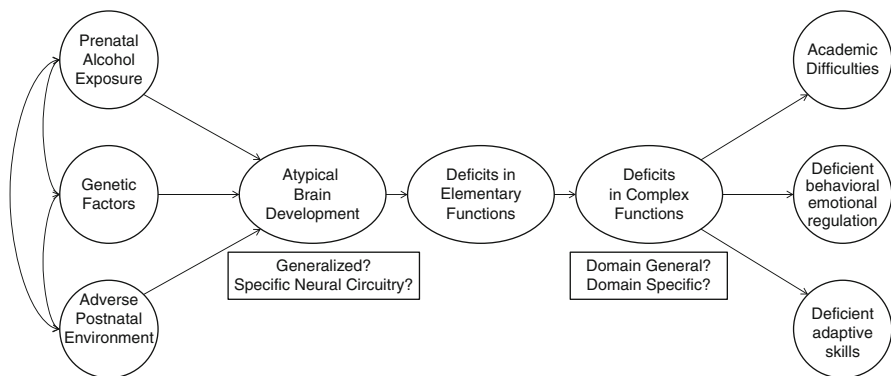 Prenatal
Alcohol
Exposure
Genetic
Factors
Adverse
Postnatal
Environment
Atypical
Brain
Development
Generalized?
Specific Neural Circuitry?
Deficits in
Elementary
Functions
Deficits
in Complex
Functions
Domain General?
Domain Specific?
Academic
Difficulties
Deficient
behavioral
emotional
regulation
Deficient
adaptive
skills